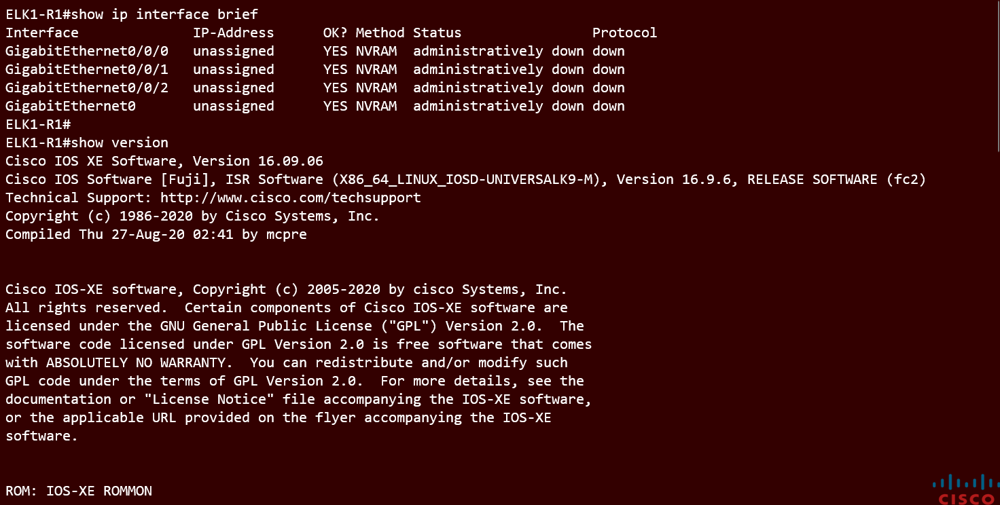 ELK1-R1#show ip interface brief
Interface              IP-Address      OK? Method Status                Protocol
GigabitEthernet0/0/0   unassigned      YES NVRAM  administratively down down
GigabitEthernet0/0/1   unassigned      YES NVRAM  administratively down down
GigabitEthernet0/0/2   unassigned      YES NVRAM  administratively down down
GigabitEthernet0       unassigned      YES NVRAM  administratively down down
ELK1-R1#
ELK1-R1#show version
Cisco IOS XE Software, Version 16.09.06
Cisco IOS Software [Fuji], ISR Software (X86_64_LINUX_IOSD-UNIVERSALK9-M), Version 16.9.6, RELEASE SOFTWARE (fc2)
Technical Support: http://www.cisco.com/techsupport
Copyright (c) 1986-2020 by Cisco Systems, Inc.
Compiled Thu 27-Aug-20 02:41 by mcpre
Cisco IOS-XE software, Copyright (c) 2005-2020 by cisco Systems, Inc.
All rights reserved.  Certain components of Cisco IOS-XE software are
licensed under the GNU General Public License ("GPL") Version 2.0.  The
software code licensed under GPL Version 2.0 is free software that comes
with ABSOLUTELY NO WARRANTY.  You can redistribute and/or modify such
GPL code under the terms of GPL Version 2.0.  For more details, see the
documentation or "License Notice" file accompanying the IOS-XE software,
or the applicable URL provided on the flyer accompanying the IOS-XE
software.
ROM: IOS-XE ROMMON
CISCO